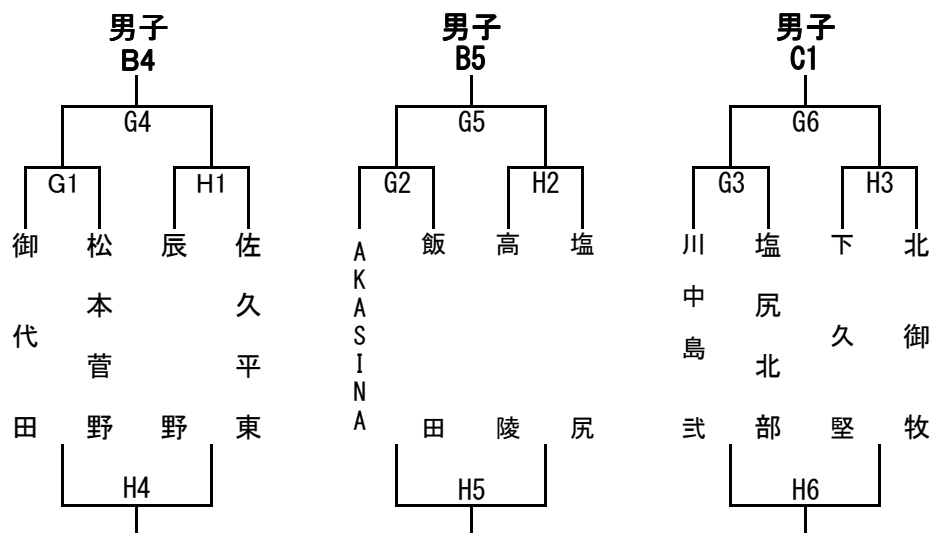 男子 男子 男子
B4 B5 C1
G4 G5 G6
G1 H1 G2 H2 G3 H3
御代田
松本菅野
辰野
佐久平東
AKASINA
飯田
高陵
塩尻
川中島弐
塩尻北部
下久堅
北御牧
H4 H5 H6